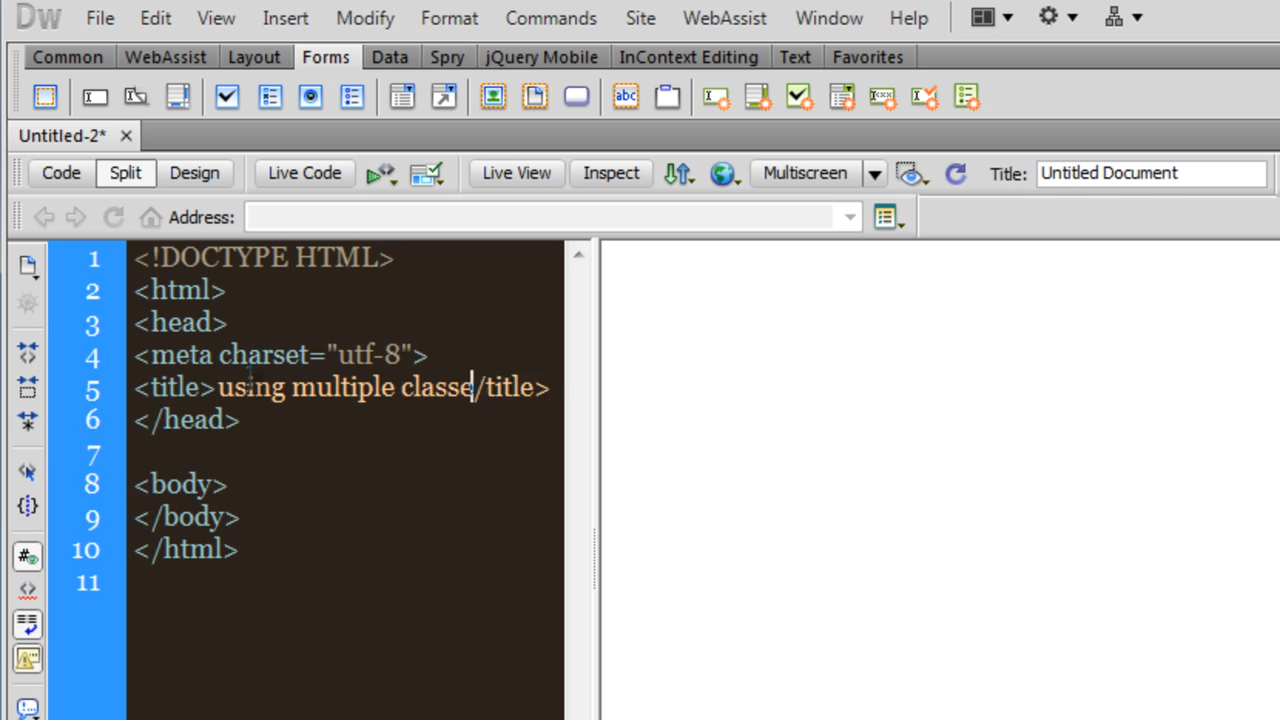 Dw File Edit View Insert Modify Format Commands Site WebAssist Window Help
Common WebAssist Layout Forms Data Spry jQuery Mobile InContext Editing Text Favorites
abc
Untitled-2* ×
Code Split Design Live Code Live View Inspect Multiscreen Title: Untitled Document
Address:
1 <!DOCTYPE HTML>
2 <html>
3 <head>
4 <meta charset="utf-8">
5 <title>using multiple classe/title>
6 </head>
7
8 <body>
9 </body>
10 </html>
11